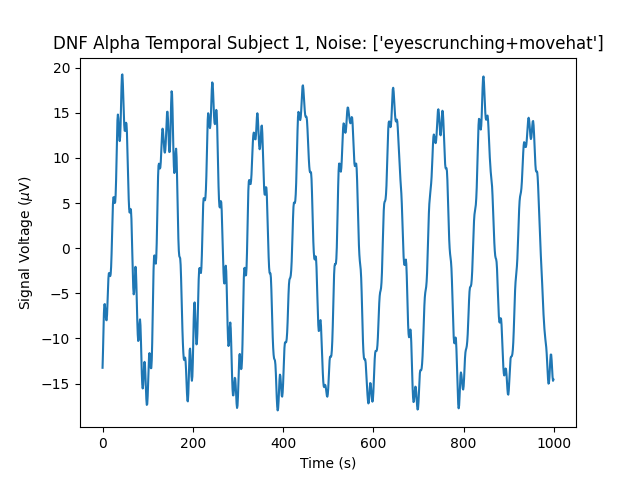 DNF Alpha Temporal Subject 1, Noise: ['eyescrunching+movehat']
Signal Voltage (μV)
20
15
10
5
0
−5
−10
−15
0 200 400 600 800 1000
Time (s)